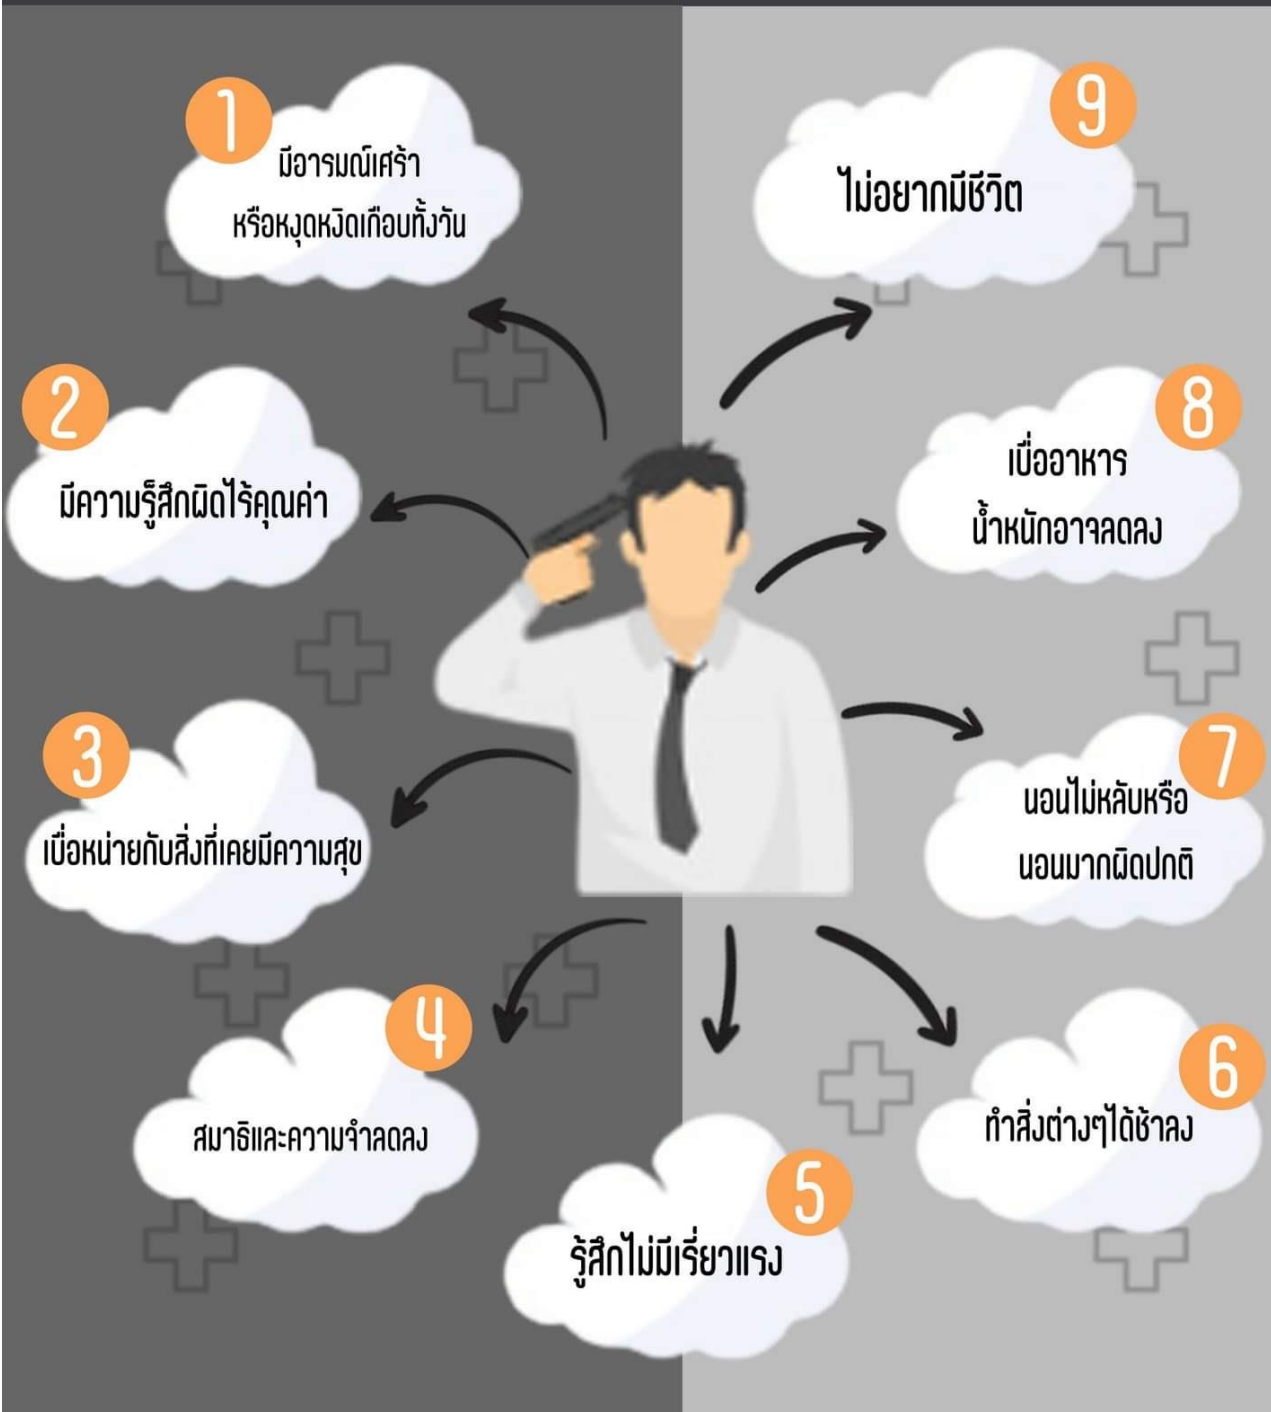 1
มีอารมณ์เศร้า
หรือหงุดหงิดเกือบทั้งวัน
2
มีความรู้สึกผิดไร้คุณค่า
3
เบื่อหน่ายกับสิ่งที่เคยมีความสุข
4
สมาธิและความจำลดลง
5
รู้สึกไม่มีเรี่ยวแรง
6
ทำสิ่งต่างๆได้ช้าลง
7
นอนไม่หลับหรือ
นอนมากผิดปกติ
8
เบื่ออาหาร
น้ำหนักอาจลดลง
9
ไม่อยากมีชีวิต